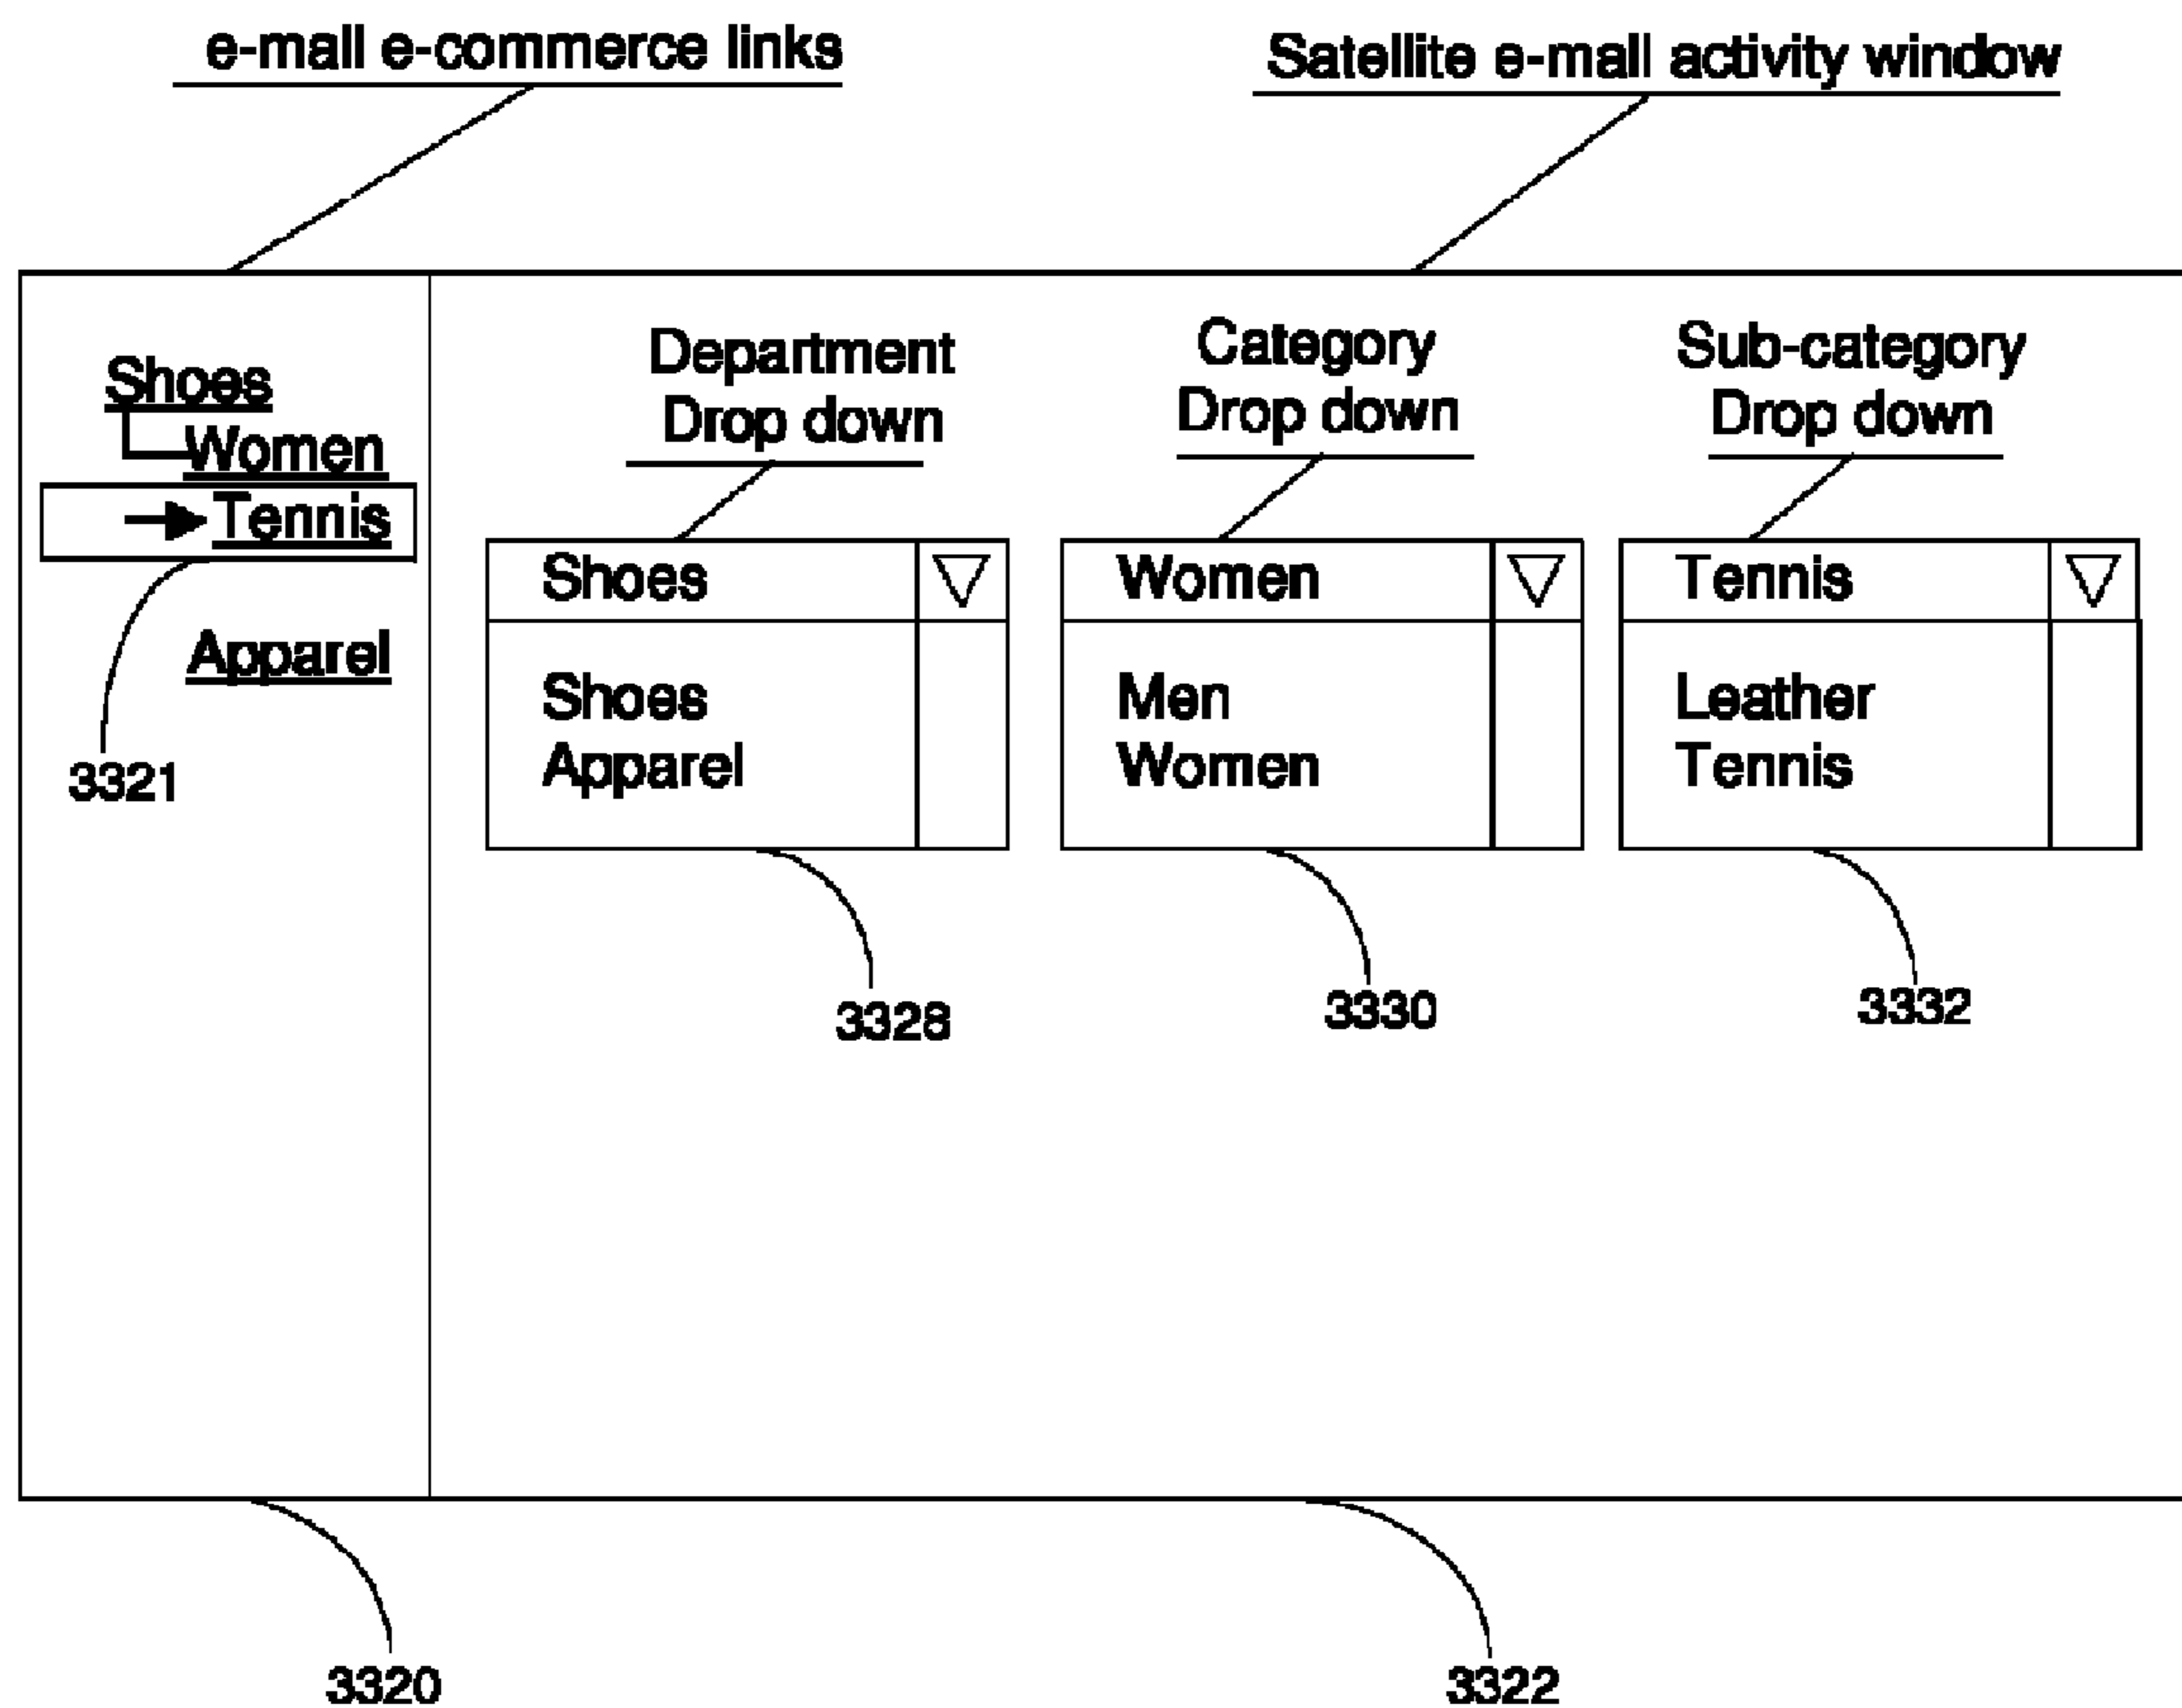 e-mall e-commerce links
Satellite e-mall activity window
Shoes
Women
Tennis
Apparel
3321
Department
Drop down
Category
Drop down
Sub-category
Drop down
Shoes
Shoes
Apparel
Women
Men
Women
Tennis
Leather
Tennis
3328
3330
3332
3320
3322